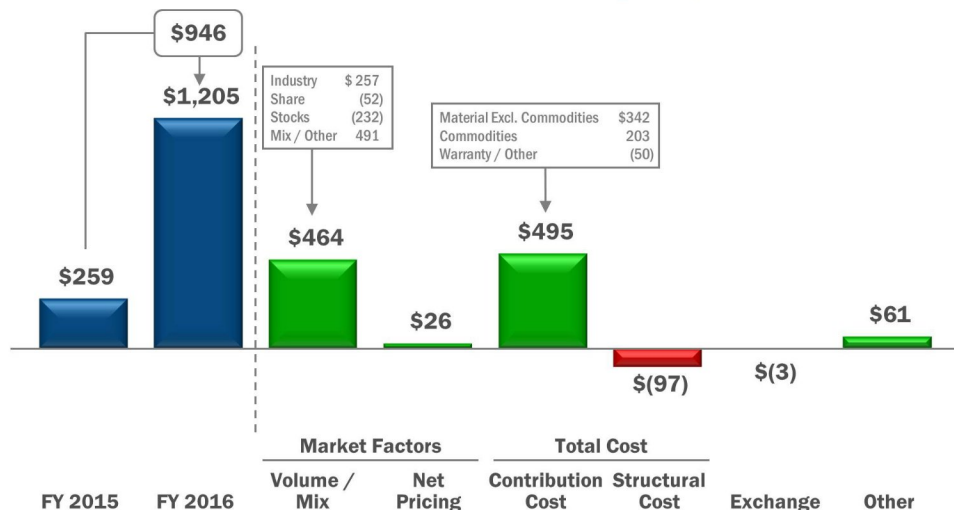 $946
$1,205
$259
Industry $ 257
Share (52)
Stocks (232)
Mix / Other 491
Material Excl. Commodities $342
Commodities 203
Warranty / Other (50)
$464
$26
$495
$(97)
$(3)
$61
Market Factors
Total Cost
FY 2015
FY 2016
Volume /
Mix
Net
Pricing
Contribution
Cost
Structural
Cost
Exchange
Other